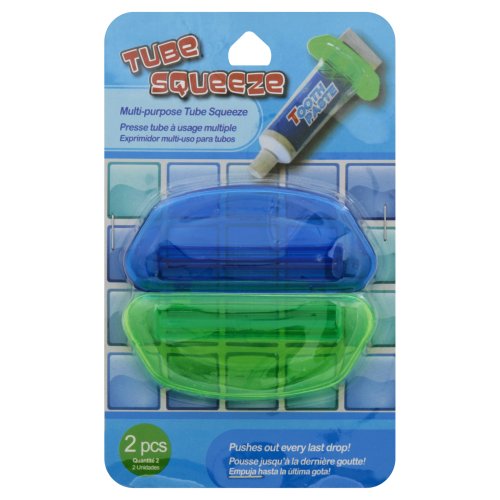 TUBE
SQUEEZE
Multi-purpose Tube Squeeze
Presse tube à usage multiple
Exprimidor multi-uso para tubos
TOOTH
PASTE
2 pcs
Quantité 2
2 Unidades
Pushes out every last drop!
Pousse jusqu'à la dernière goutte!
Empuja hasta la última gota!